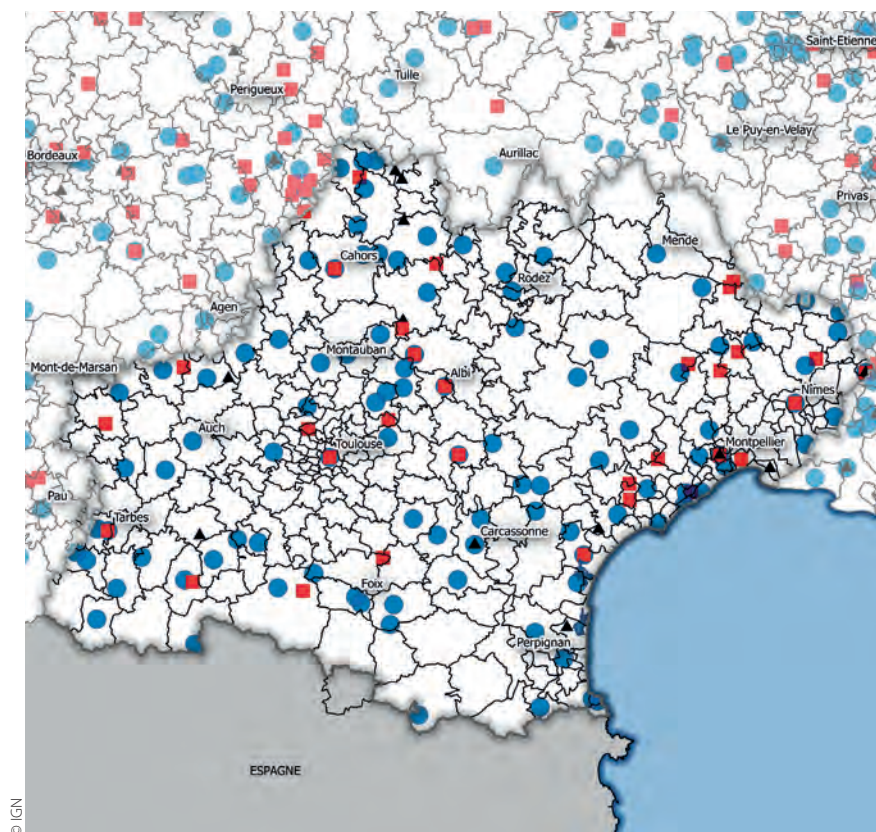 Saint-Etienne
Tulle
Perigueux
Le Puy-en-Velay
Bordeaux
Aurillac
Privas
Mende
Cahors
Rodez
Agen
Montauban
Mont-de-Marsan
Albi
Nîmes
Auch
Toulouse
Montpellier
Pau
Tarbes
Carcassonne
Foix
Perpignan
ESPAGNE
© IGN